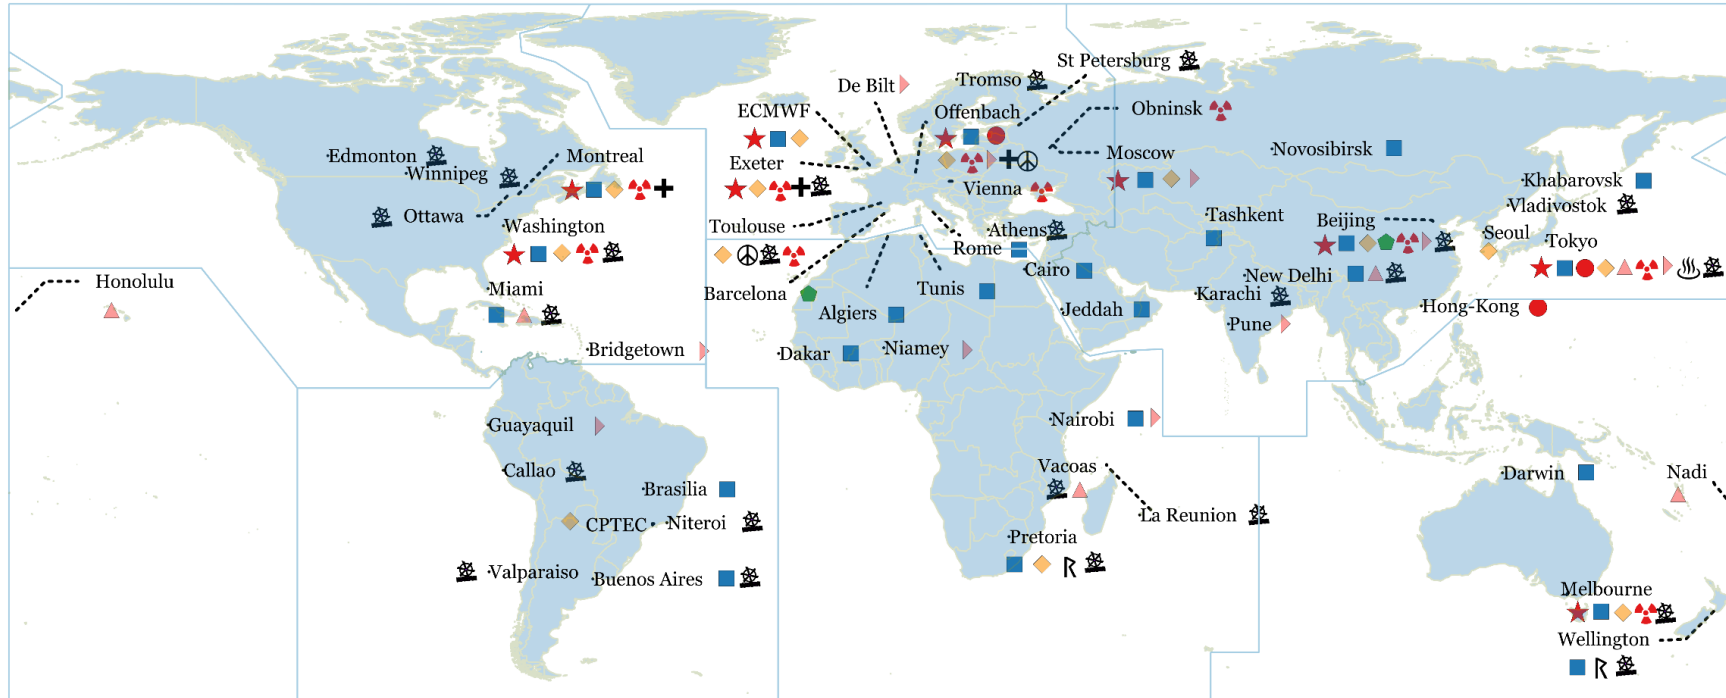 St Petersburg
De Bilt
Tromso
ECMWF
Offenbach
Obninsk
Edmonton
Winnipeg
Montreal
Exeter
Moscow
Novosibirsk
Vienna
Khabarovsk
Vladivostok
Ottawa
Washington
Toulouse
Athens
Rome
Tashkent
Beijing
Seoul
Tokyo
Honolulu
Miami
Barcelona
Tunis
Cairo
New Delhi
Karachi
Algiers
Jeddah
Pune
Hong-Kong
Bridgetown
Dakar
Niamey
Guayaquil
Nairobi
Callao
Vacoas
Darwin
Nadi
Brasilia
CPTEC
Niteroi
La Reunion
Pretoria
Valparaiso
Buenos Aires
Melbourne
Wellington